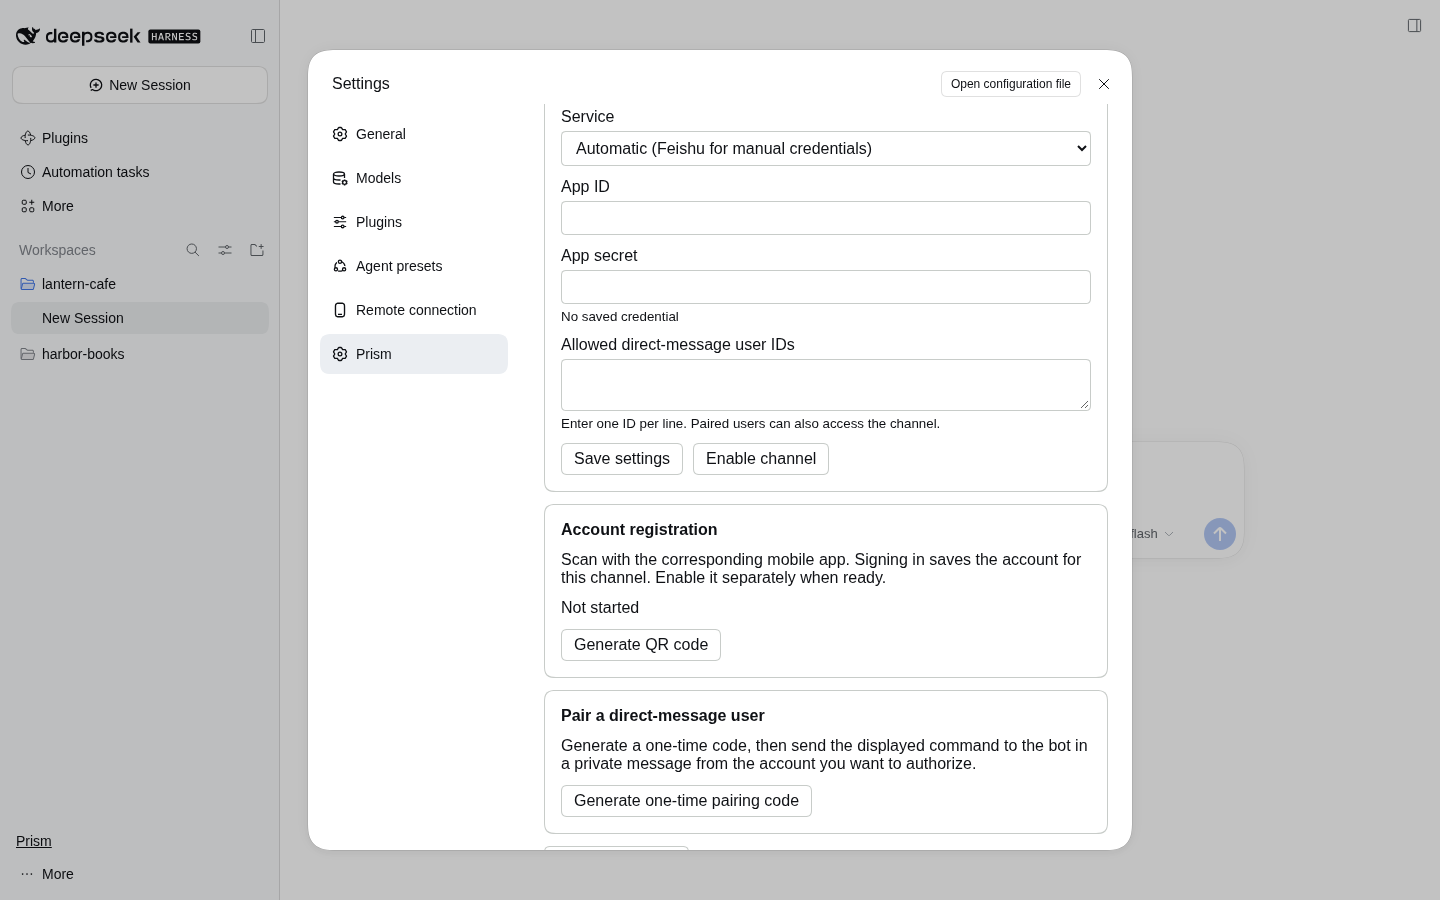 deepseek HARNESS
New Session
Plugins
Automation tasks
More
Workspaces
lantern-cafe
New Session
harbor-books
Prism
More
Settings
Open configuration file
General
Models
Plugins
Agent presets
Remote connection
Prism
Service
Automatic (Feishu for manual credentials)
App ID
App secret
No saved credential
Allowed direct-message user IDs
Enter one ID per line. Paired users can also access the channel.
Save settings
Enable channel
Account registration
Scan with the corresponding mobile app. Signing in saves the account for
this channel. Enable it separately when ready.
Not started
Generate QR code
Pair a direct-message user
Generate a one-time code, then send the displayed command to the bot in
a private message from the account you want to authorize.
Generate one-time pairing code
flash